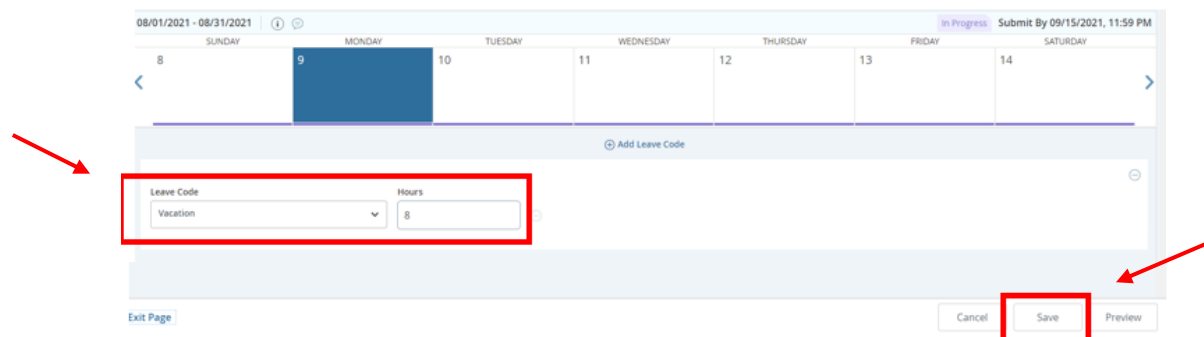 08/01/2021 - 08/31/2021 In Progress Submit By 09/15/2021, 11:59 PM
SUNDAY MONDAY TUESDAY WEDNESDAY THURSDAY FRIDAY SATURDAY
8 9 10 11 12 13 14
Add Leave Code
Leave Code Hours
Vacation 8
Exit Page Cancel Save Preview